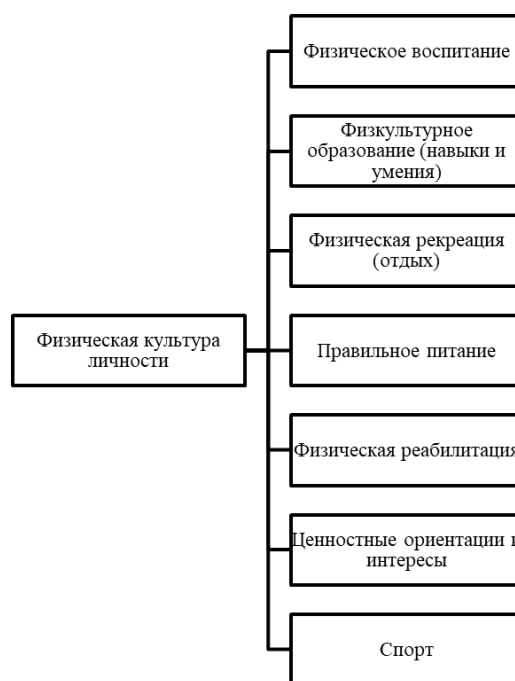 Физическое воспитание
Физкультурное
образование (навыки и
умения)
Физическая рекреация
(отдых)
Физическая культура
личности
Правильное питание
Физическая реабилитация
Ценностные ориентации и
интересы
Спорт